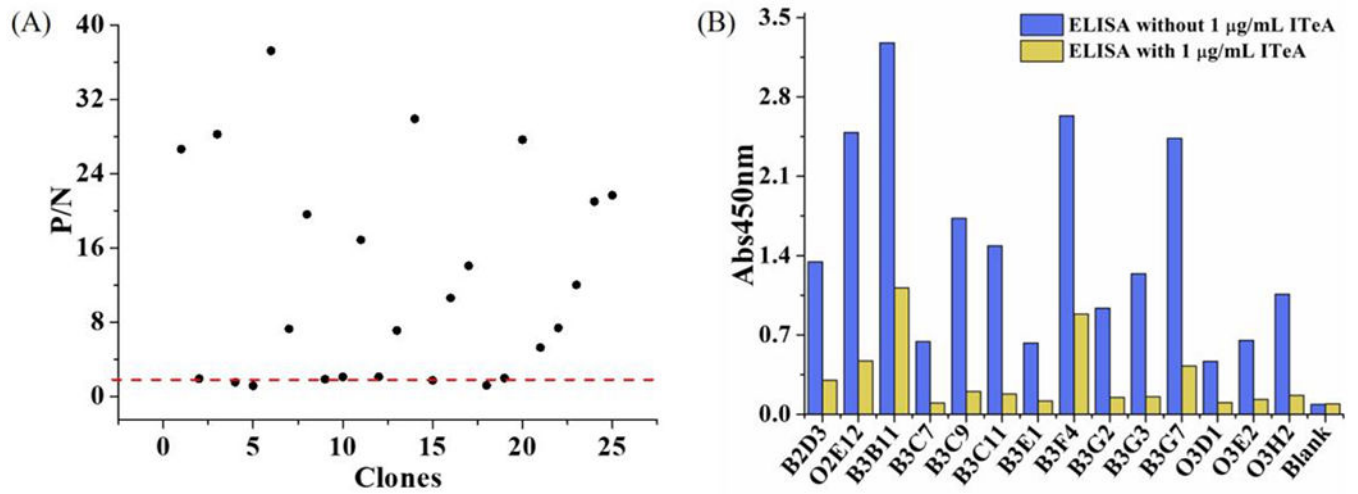 (A)
P/N
40
32
24
16
8
0
0 5 10 15 20 25
Clones
(B)
ELISA without 1 μg/mL ITeA
ELISA with 1 μg/mL ITeA
Abs450nm
3.5
2.8
2.1
1.4
0.7
0.0
B2D3 O2E12 B3B11 B3C7 B3C9 B3C11 B3E1 B3F4 B3G2 B3G3 B3G7 O3D1 O3E2 O3H2 Blank